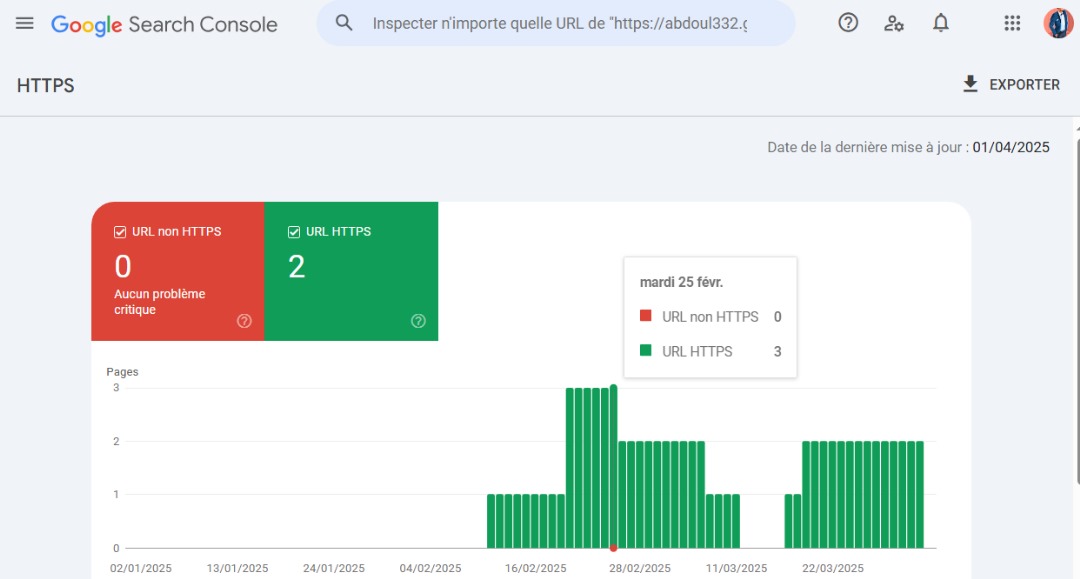 Google Search Console
Inspecter n'importe quelle URL de "https://abdoul332.g
HTTPS
EXPORTER
Date de la dernière mise à jour : 01/04/2025
URL non HTTPS
0
Aucun problème
critique
URL HTTPS
2
mardi 25 févr.
URL non HTTPS 0
URL HTTPS 3
Pages
3
2
1
0
02/01/2025 13/01/2025 24/01/2025 04/02/2025 16/02/2025 28/02/2025 11/03/2025 22/03/2025